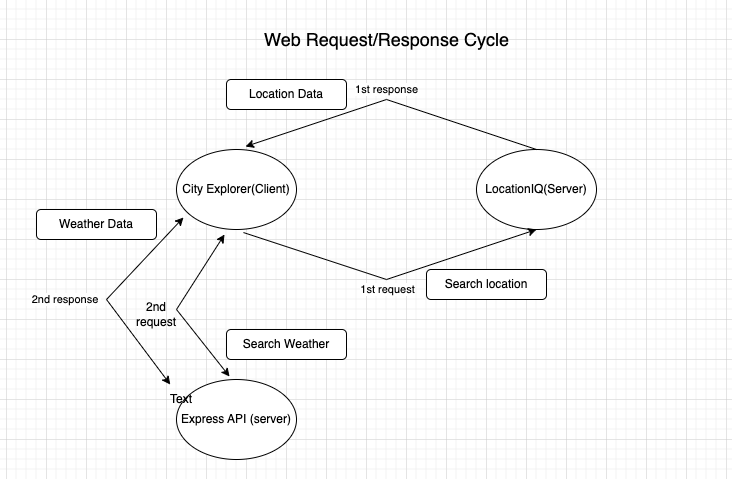 Web Request/Response Cycle
Location Data
1st response
City Explorer(Client)
LocationIQ(Server)
Weather Data
Search location
1st request
2nd response
2nd
request
Search Weather
Text
Express API (server)